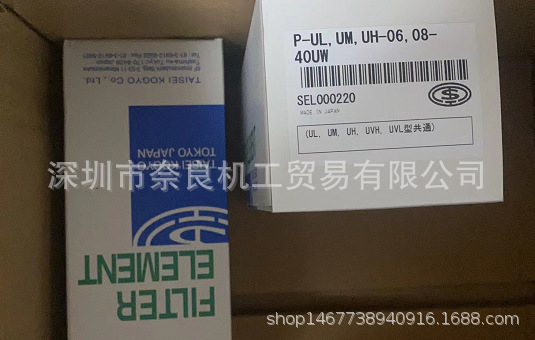 P-UL, UM, UH-06, 08-
40UW
SEL000220
MADE IN JAPAN
(UL, UM, UH, UVH, UVL型共通)
TAISEI KOGYO Co., Ltd.
TAISEI KOGYO
TOKYO JAPAN
FILTER
ELEMENT
深圳市奈良机工贸易有限公司
shop1467738940916.1688.com